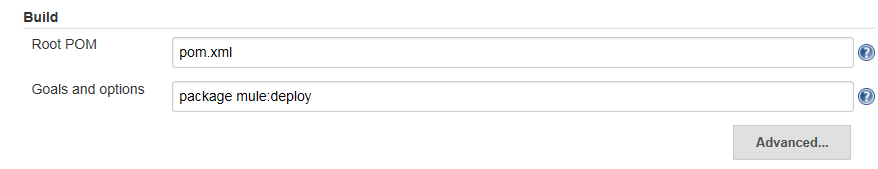 Build
Root POM
pom.xml
Goals and options
package mule:deploy
Advanced...